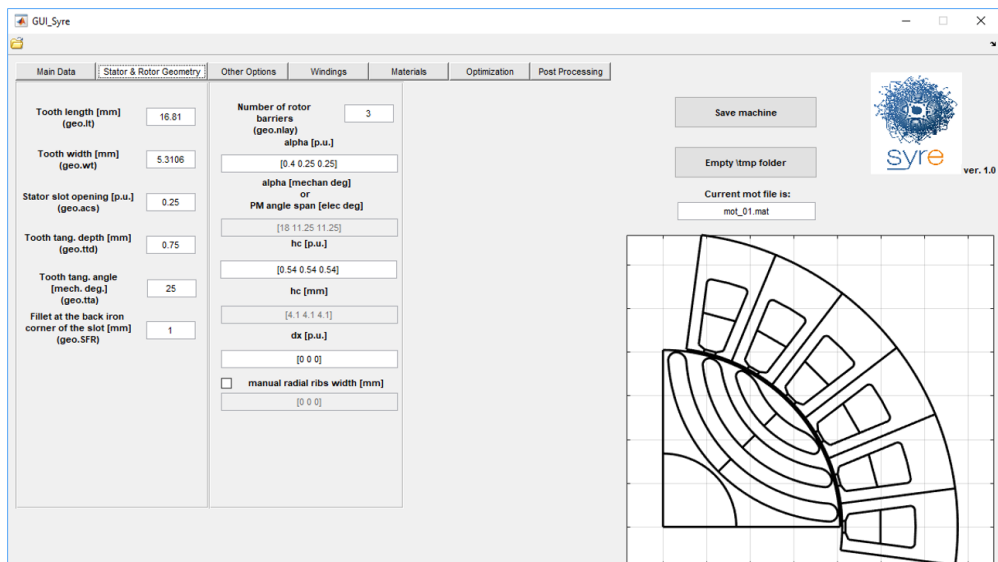 GUI_Syre
Main Data Stator & Rotor Geometry Other Options Windings Materials Optimization Post Processing
Tooth length [mm]
(geo.lt)
16.81
Tooth width [mm]
(geo.wt)
5.3106
Stator slot opening [p.u.]
(geo.acs)
0.25
Tooth tang. depth [mm]
(geo.ttd)
0.75
Tooth tang. angle
[mech. deg.]
(geo.tta)
25
Fillet at the back iron
corner of the slot [mm]
(geo.SFR)
1
Number of rotor
barriers
(geo.nlay)
3
alpha [p.u.]
[0.4 0.25 0.25]
alpha [mechan deg]
or
PM angle span [elec deg]
[18 11.25 11.25]
hc [p.u.]
[0.54 0.54 0.54]
hc [mm]
[4.1 4.1 4.1]
dx [p.u.]
[0 0 0]
manual radial ribs width [mm]
[0 0 0]
Save machine
Empty \tmp folder
Current mot file is:
mot_01.mat
syre
ver. 1.0